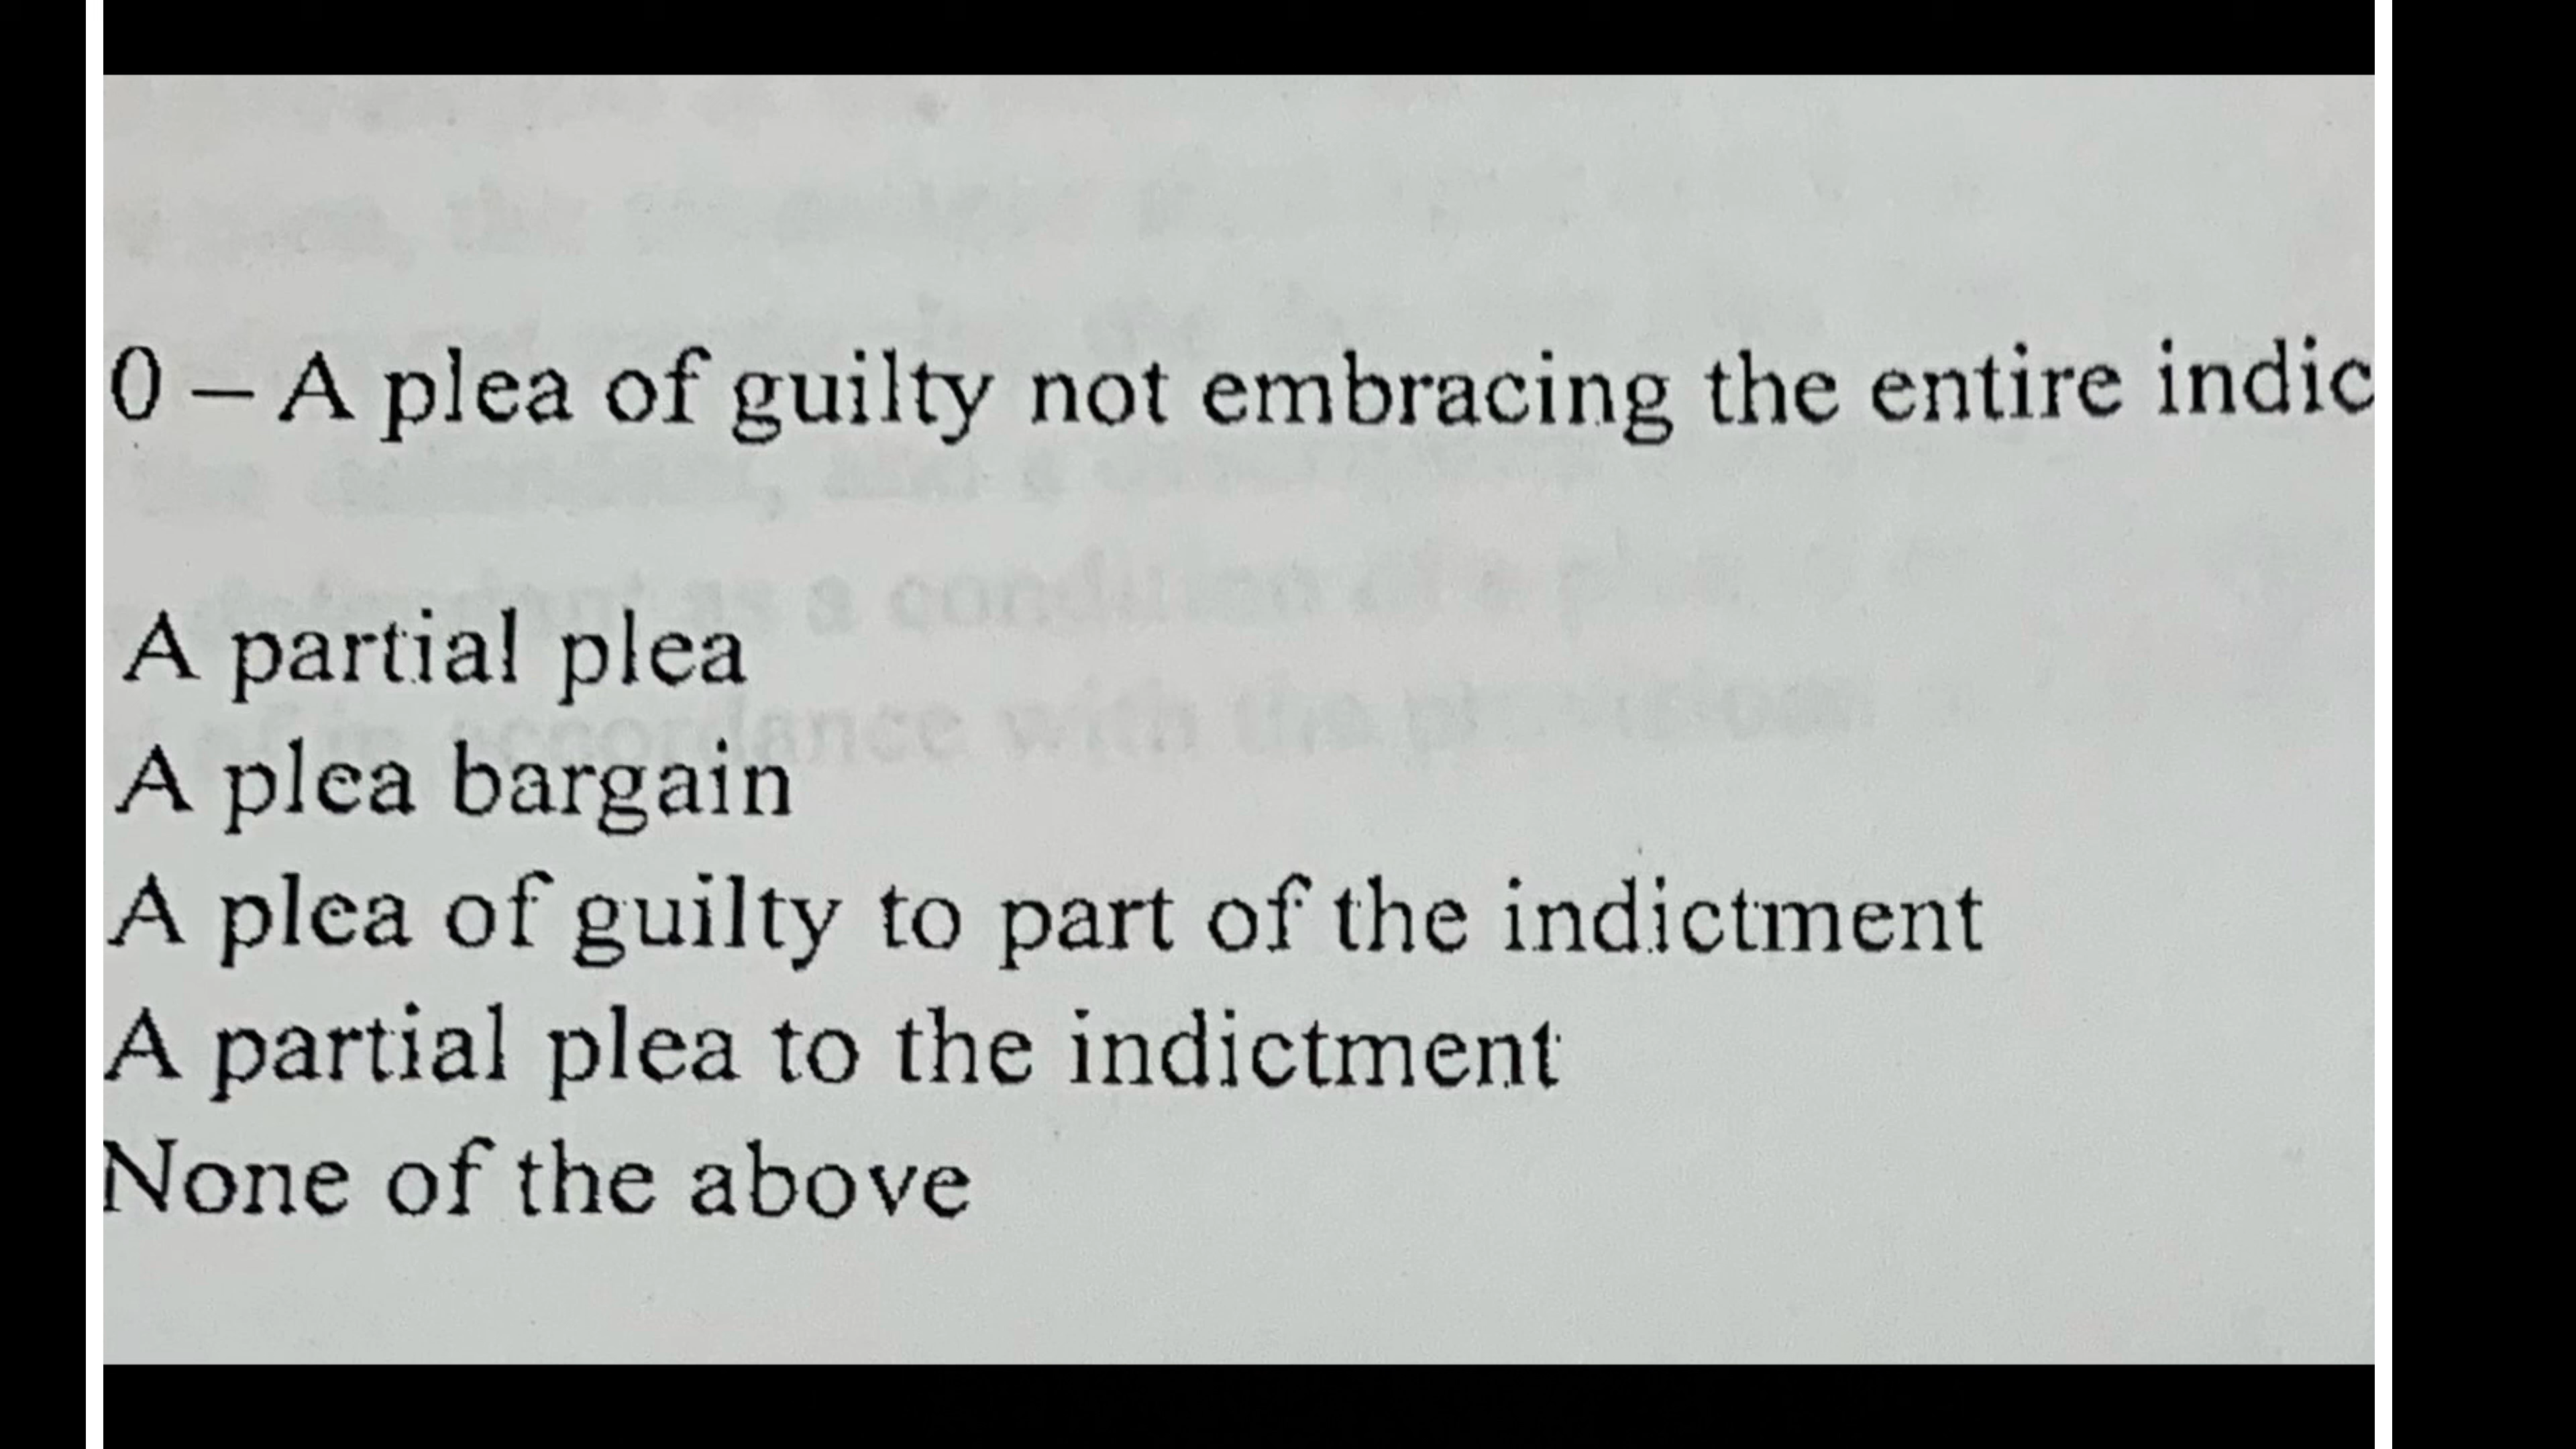 0 – A plea of guilty not embracing the entire indic
A partial plea
A plea bargain
A plea of guilty to part of the indictment
A partial plea to the indictment
None of the above